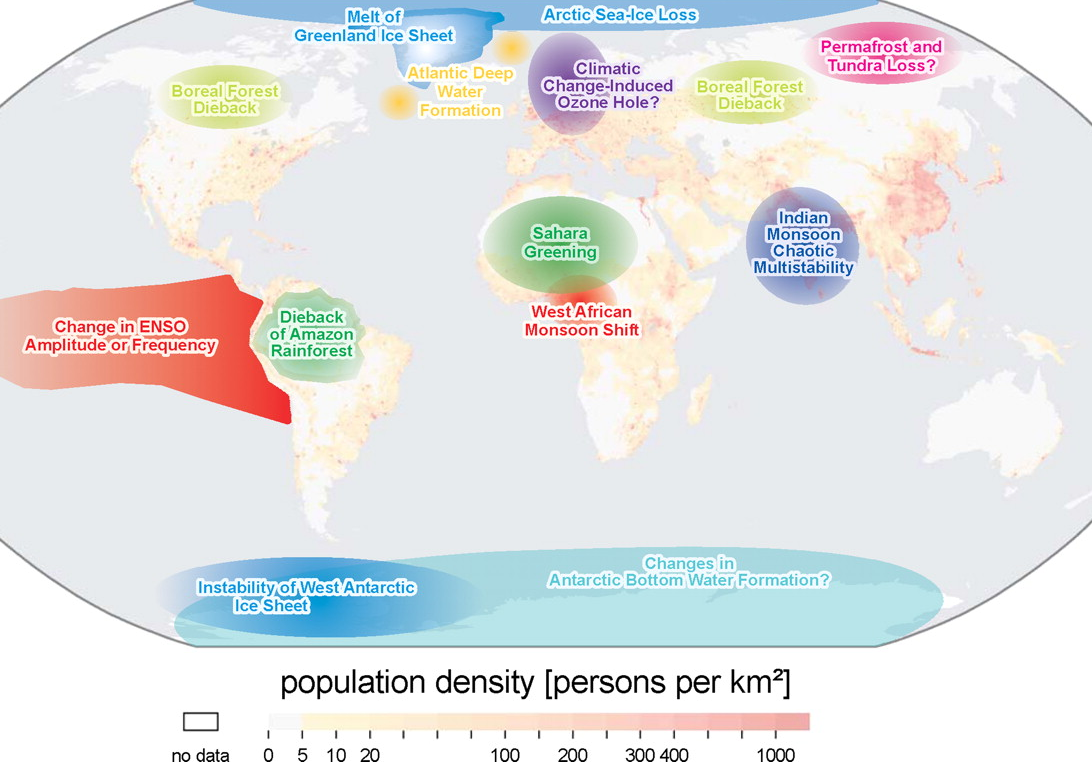 Melt of
Greenland Ice Sheet
Arctic Sea-Ice Loss
Atlantic Deep
Water
Formation
Climatic
Change-Induced
Ozone Hole?
Permafrost and
Tundra Loss?
Boreal Forest
Dieback
Boreal Forest
Dieback
Sahara
Greening
West African
Monsoon Shift
Indian
Monsoon
Chaotic
Multistability
Change in ENSO
Amplitude or Frequency
Dieback
of Amazon
Rainforest
Instability of West Antarctic
Ice Sheet
Changes in
Antarctic Bottom Water Formation?
population density [persons per km²]
no data 0 5 10 20 100 200 300 400 1000